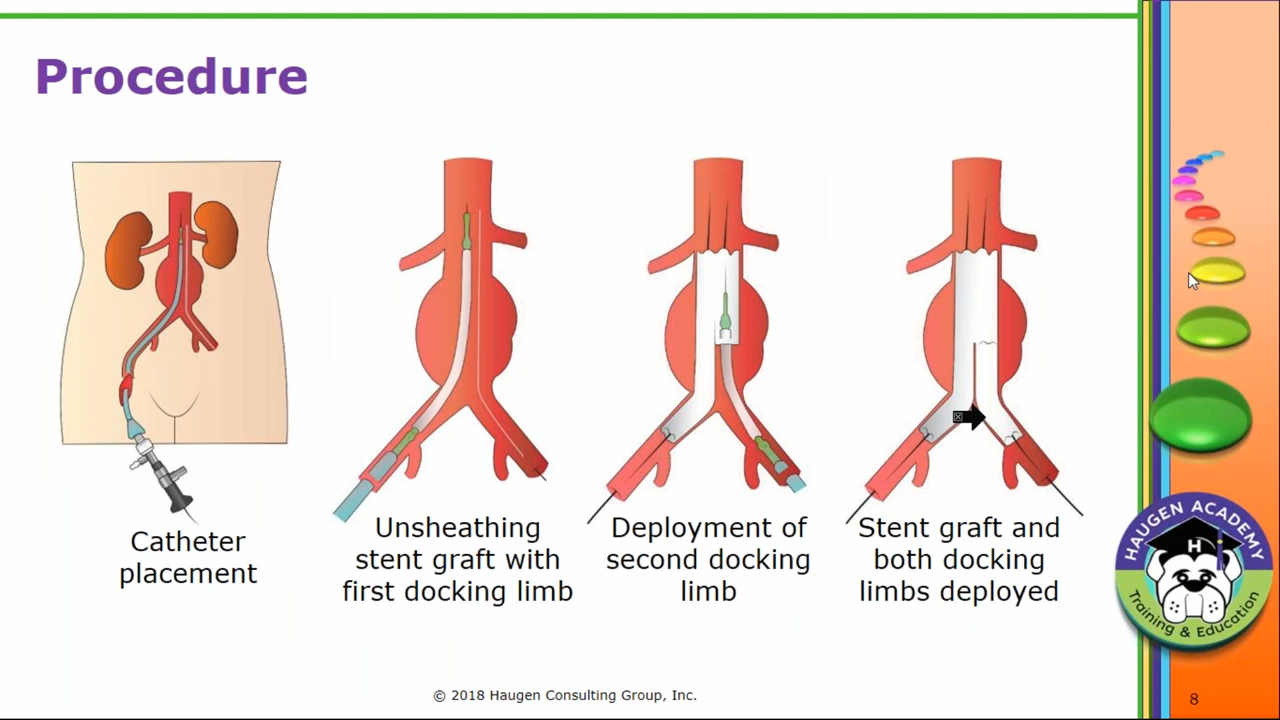 Procedure
Catheter
placement
Unsheathing
stent graft with
first docking limb
Deployment of
second docking
limb
Stent graft and
both docking
limbs deployed
HAUGEN ACADEMY
H
Training & Education
© 2018 Haugen Consulting Group, Inc.
8